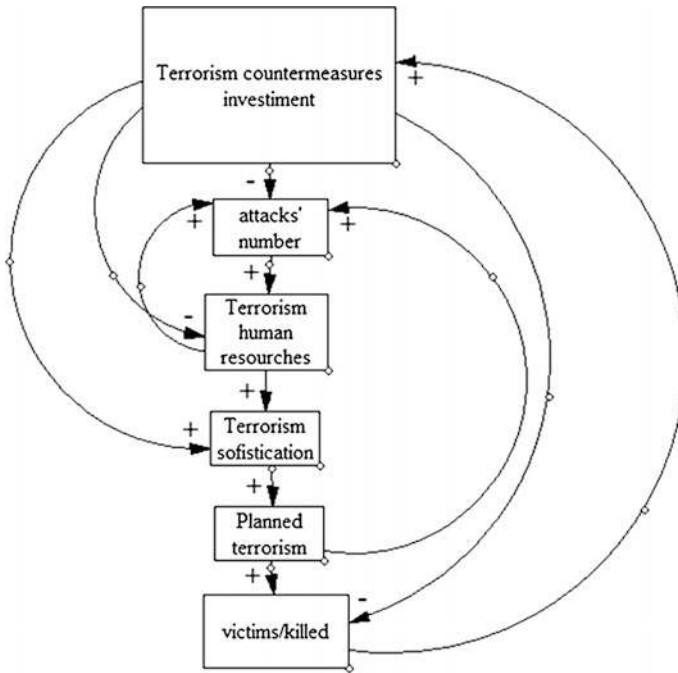 Terrorism countermeasures
investiment
+
-
attacks'
number
+
+
+
Terrorism
human
resourches
-
+
Terrorism
sofistication
+
+
Planned
terrorism
+
-
victims/killed